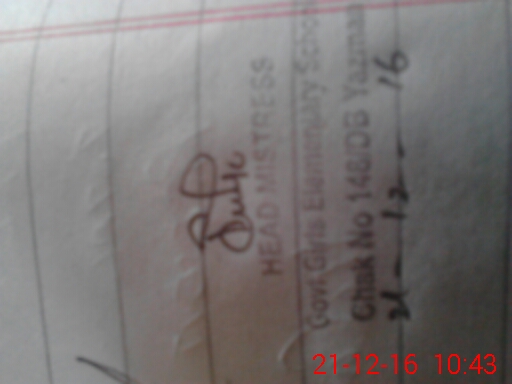 HEAD MISTRESS
Govt. Girls Elementary School
Chak No 148/DB Yazman
21-12-16
21-12-16 10:43